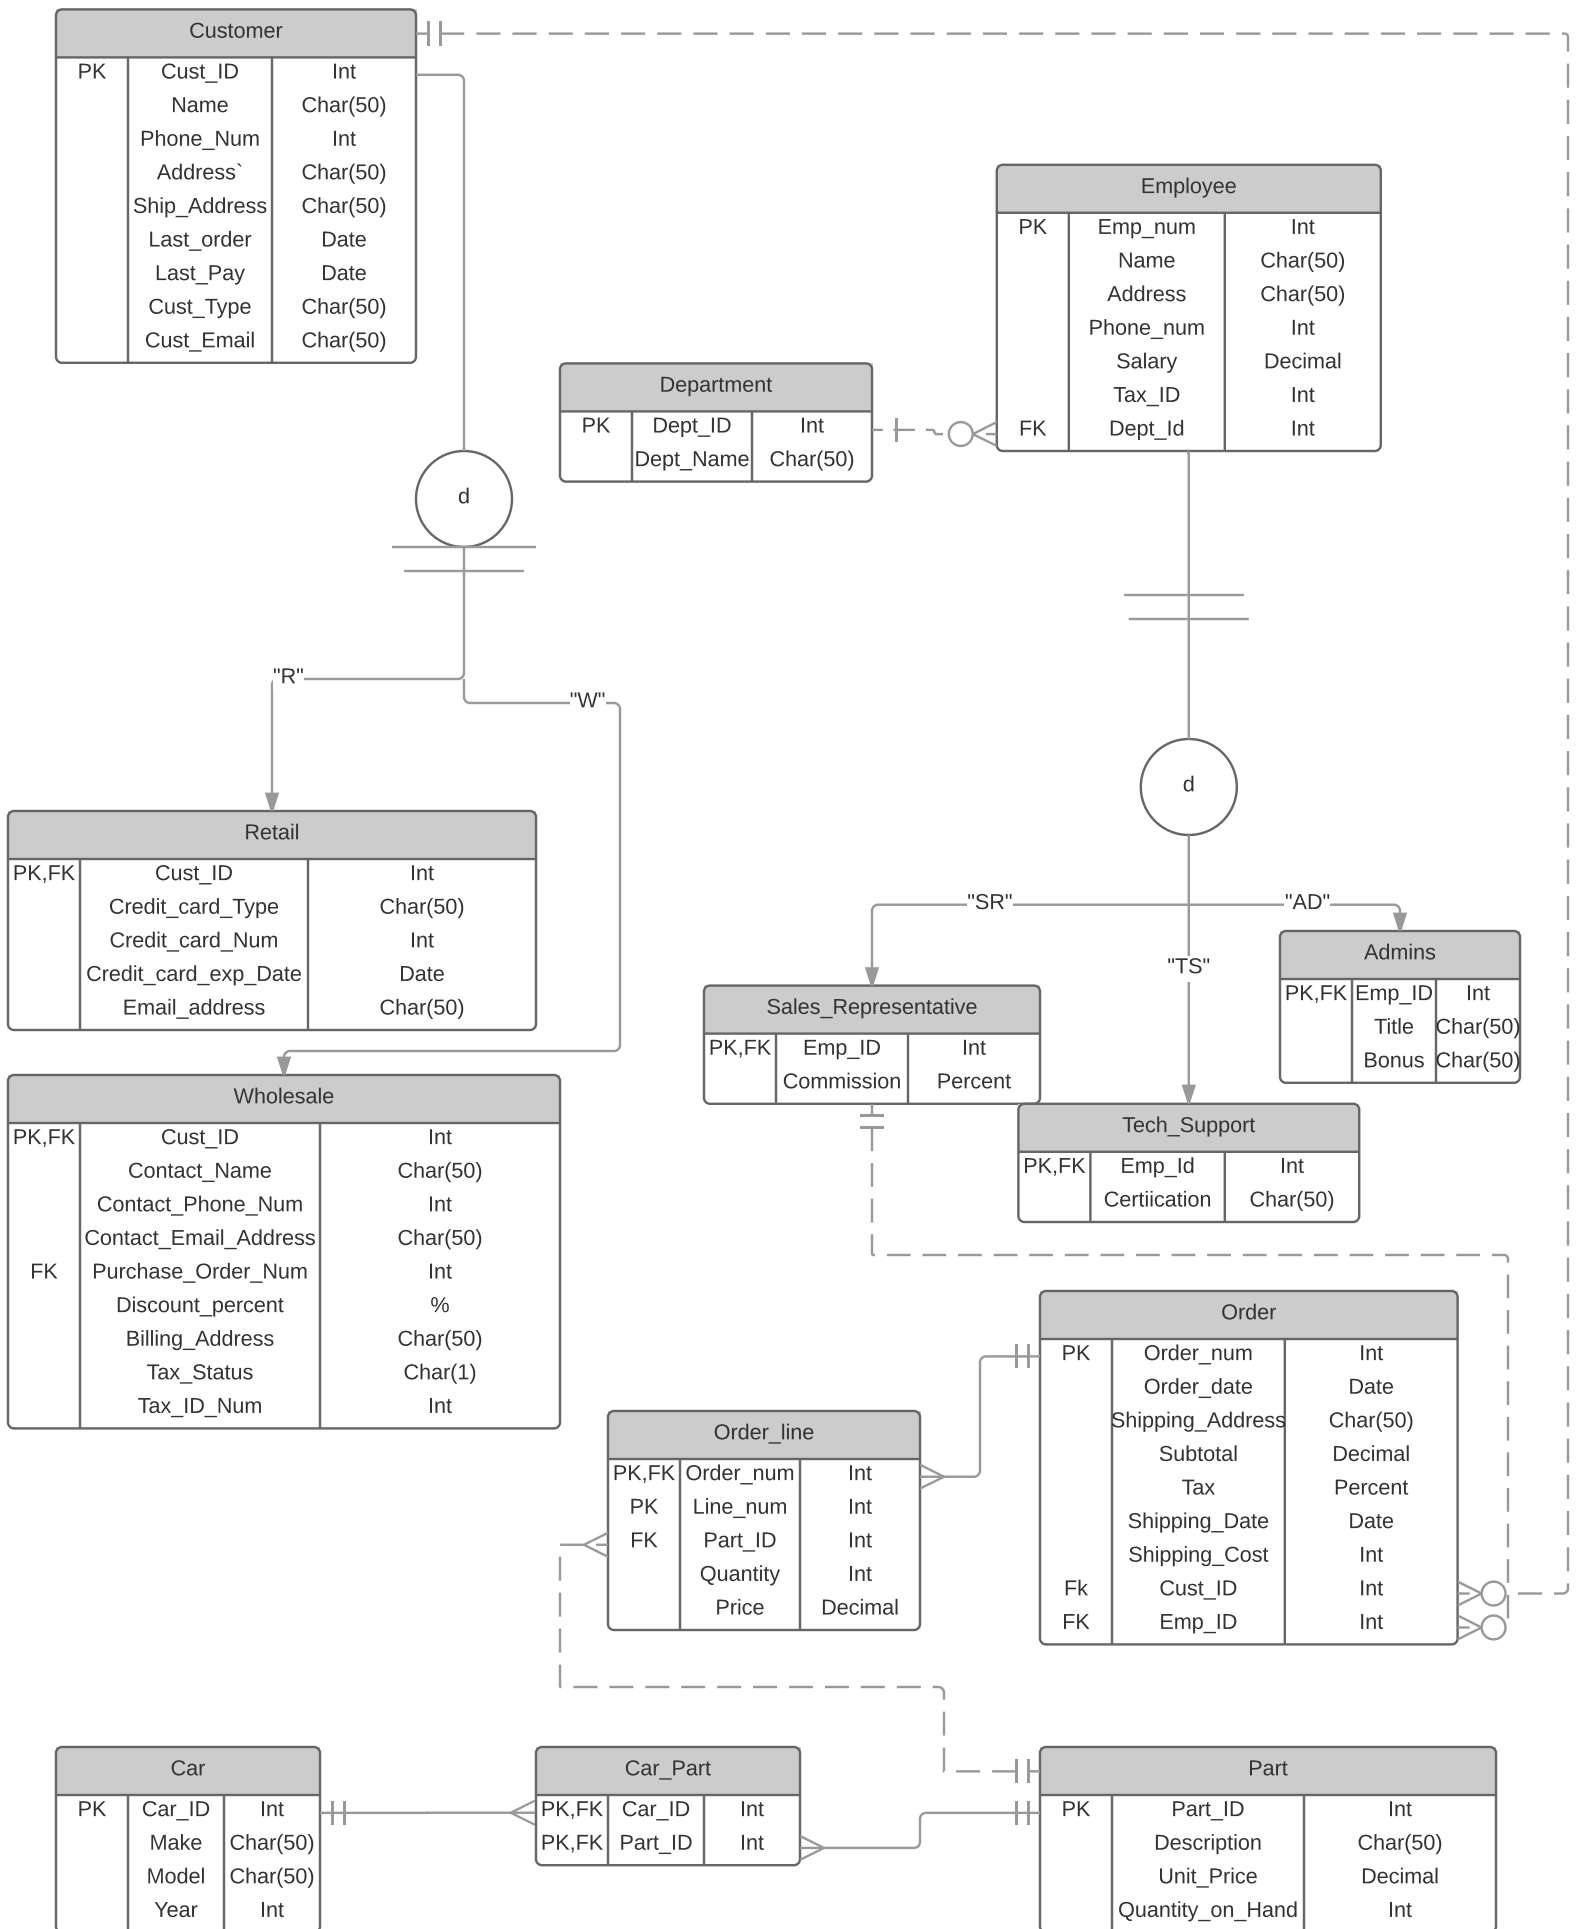 Customer
PK Cust_ID Int
Name Char(50)
Phone_Num Int
Address` Char(50)
Ship_Address Char(50)
Last_order Date
Last_Pay Date
Cust_Type Char(50)
Cust_Email Char(50)
Employee
PK Emp_num Int
Name Char(50)
Address Char(50)
Phone_num Int
Salary Decimal
Tax_ID Int
FK Dept_Id Int
Department
PK Dept_ID Int
Dept_Name Char(50)
d
"R"
"W"
d
"SR"
"AD"
"TS"
Retail
PK,FK Cust_ID Int
Credit_card_Type Char(50)
Credit_card_Num Int
Credit_card_exp_Date Date
Email_address Char(50)
Admins
PK,FK Emp_ID Int
Title Char(50)
Bonus Char(50)
Sales_Representative
PK,FK Emp_ID Int
Commission Percent
Wholesale
PK,FK Cust_ID Int
Contact_Name Char(50)
Contact_Phone_Num Int
Contact_Email_Address Char(50)
FK Purchase_Order_Num Int
Discount_percent %
Billing_Address Char(50)
Tax_Status Char(1)
Tax_ID_Num Int
Tech_Support
PK,FK Emp_Id Int
Certiication Char(50)
Order
PK Order_num Int
Order_date Date
Shipping_Address Char(50)
Subtotal Decimal
Tax Percent
Shipping_Date Date
Shipping_Cost Int
Fk Cust_ID Int
FK Emp_ID Int
Order_line
PK,FK Order_num Int
PK Line_num Int
FK Part_ID Int
Quantity Int
Price Decimal
Car
PK Car_ID Int
Make Char(50)
Model Char(50)
Year Int
Car_Part
PK,FK Car_ID Int
PK,FK Part_ID Int
Part
PK Part_ID Int
Description Char(50)
Unit_Price Decimal
Quantity_on_Hand Int